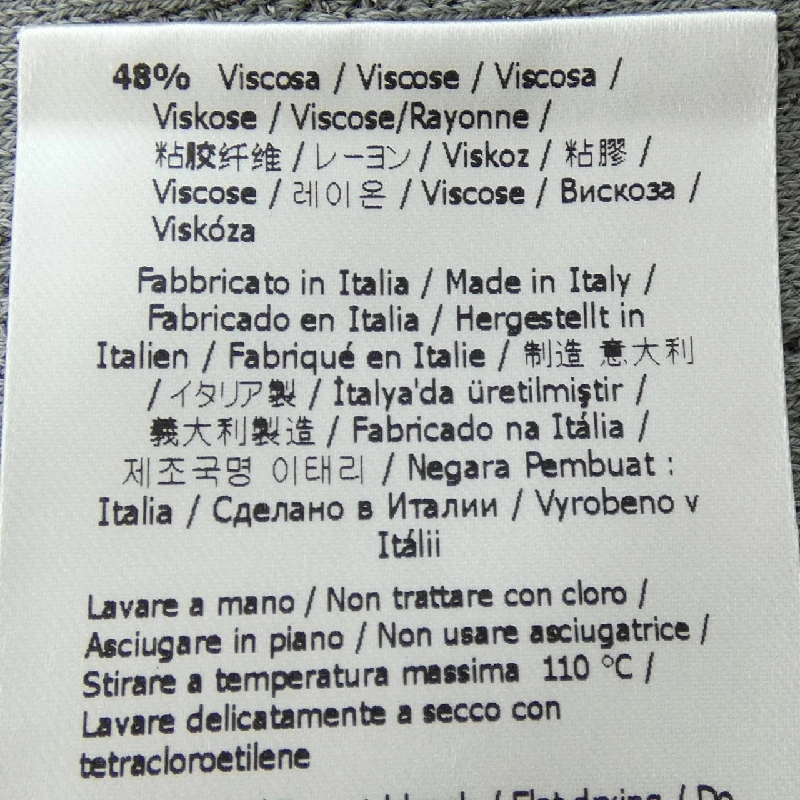 48% Viscosa / Viscose / Viscosa /
Viskose / Viscose/Rayonne /
粘胶纤维 / レーヨン / Viskoz / 粘膠 /
Viscose / 레이온 / Viscose / Вискоза /
Viskóza
Fabbricato in Italia / Made in Italy /
Fabricado en Italia / Hergestellt in
Italien / Fabriqué en Italie / 制造 意大利
/ イタリア製 / İtalya'da üretilmiştir /
義大利製造 / Fabricado na Itália /
제조국명 이태리 / Negara Pembuat :
Italia / Сделано в Италии / Vyrobeno v
Itálii
Lavare a mano / Non trattare con cloro /
Asciugare in piano / Non usare asciugatrice /
Stirare a temperatura massima 110 °C /
Lavare delicatamente a secco con
tetracloroetilene
/ Flat drying / Do